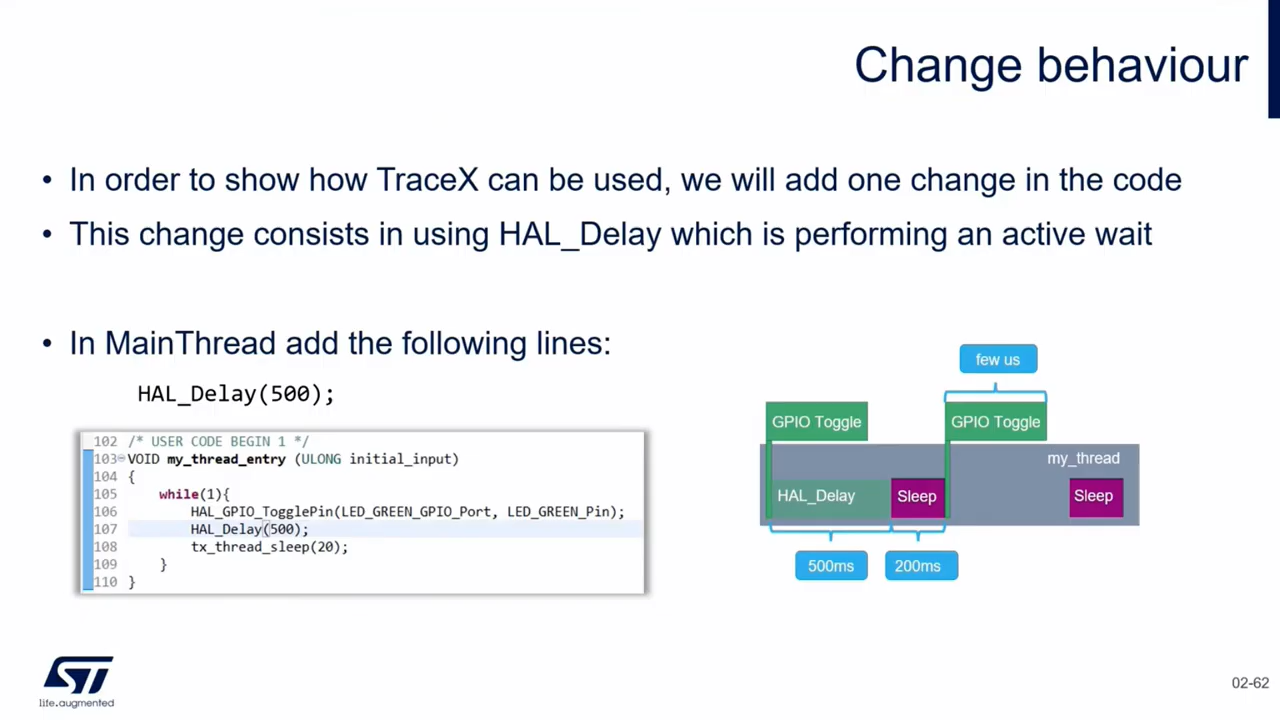 Change behaviour
• In order to show how TraceX can be used, we will add one change in the code
• This change consists in using HAL_Delay which is performing an active wait
• In MainThread add the following lines:
HAL_Delay(500);
102 /* USER CODE BEGIN 1 */
103 VOID my_thread_entry (ULONG initial_input)
104 {
105 while(1){
106 HAL_GPIO_TogglePin(LED_GREEN_GPIO_Port, LED_GREEN_Pin);
107 HAL_Delay(500);
108 tx_thread_sleep(20);
109 }
110 }
few us
GPIO Toggle
GPIO Toggle
my_thread
HAL_Delay
Sleep
Sleep
500ms
200ms
ST
life.augmented
02-62